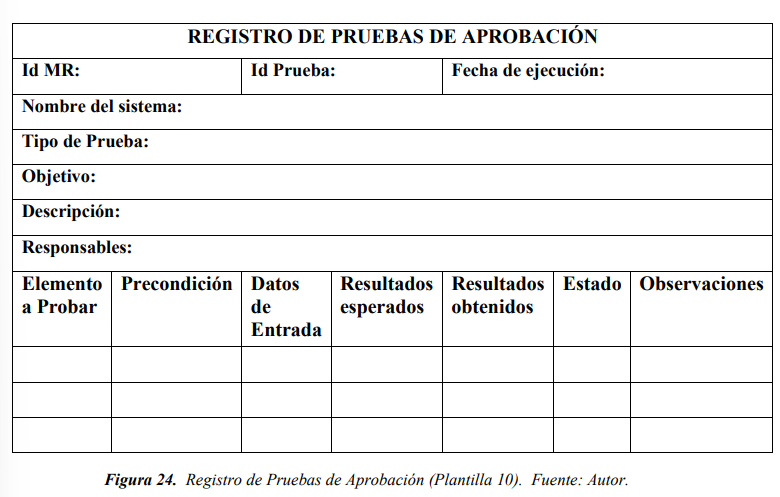 REGISTRO DE PRUEBAS DE APROBACIÓN
Id MR: Id Prueba: Fecha de ejecución:
Nombre del sistema:
Tipo de Prueba:
Objetivo:
Descripción:
Responsables:
Elemento a Probar Precondición Datos de Entrada Resultados esperados Resultados obtenidos Estado Observaciones
Figura 24. Registro de Pruebas de Aprobación (Plantilla 10). Fuente: Autor.